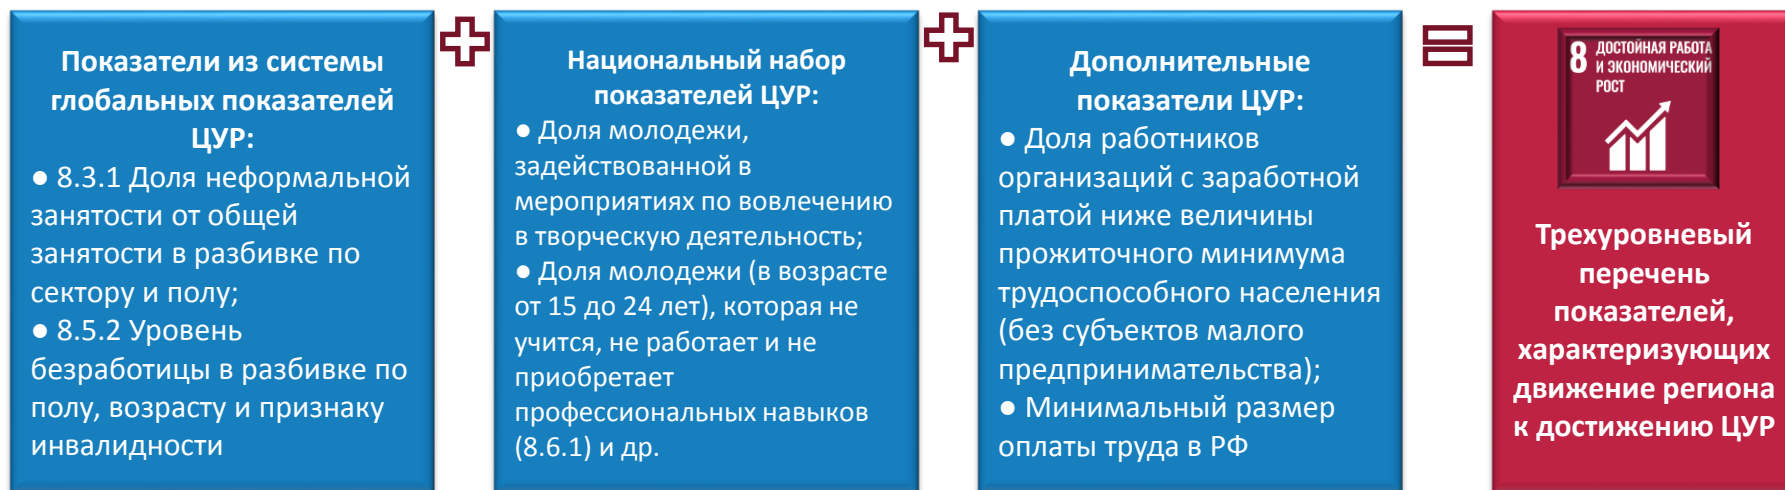 Показатели из системы
глобальных показателей
ЦУР:
● 8.3.1 Доля неформальной
занятости от общей
занятости в разбивке по
сектору и полу;
● 8.5.2 Уровень
безработицы в разбивке по
полу, возрасту и признаку
инвалидности
Национальный набор
показателей ЦУР:
● Доля молодежи,
задействованной в
мероприятиях по вовлечению
в творческую деятельность;
● Доля молодежи (в возрасте
от 15 до 24 лет), которая не
учится, не работает и не
приобретает
профессиональных навыков
(8.6.1) и др.
Дополнительные
показатели ЦУР:
● Доля работников
организаций с заработной
платой ниже величины
прожиточного минимума
трудоспособного населения
(без субъектов малого
предпринимательства);
● Минимальный размер
оплаты труда в РФ
8 ДОСТОЙНАЯ РАБОТА
И ЭКОНОМИЧЕСКИЙ
РОСТ
Трехуровневый
перечень
показателей,
характеризующих
движение региона
к достижению ЦУР